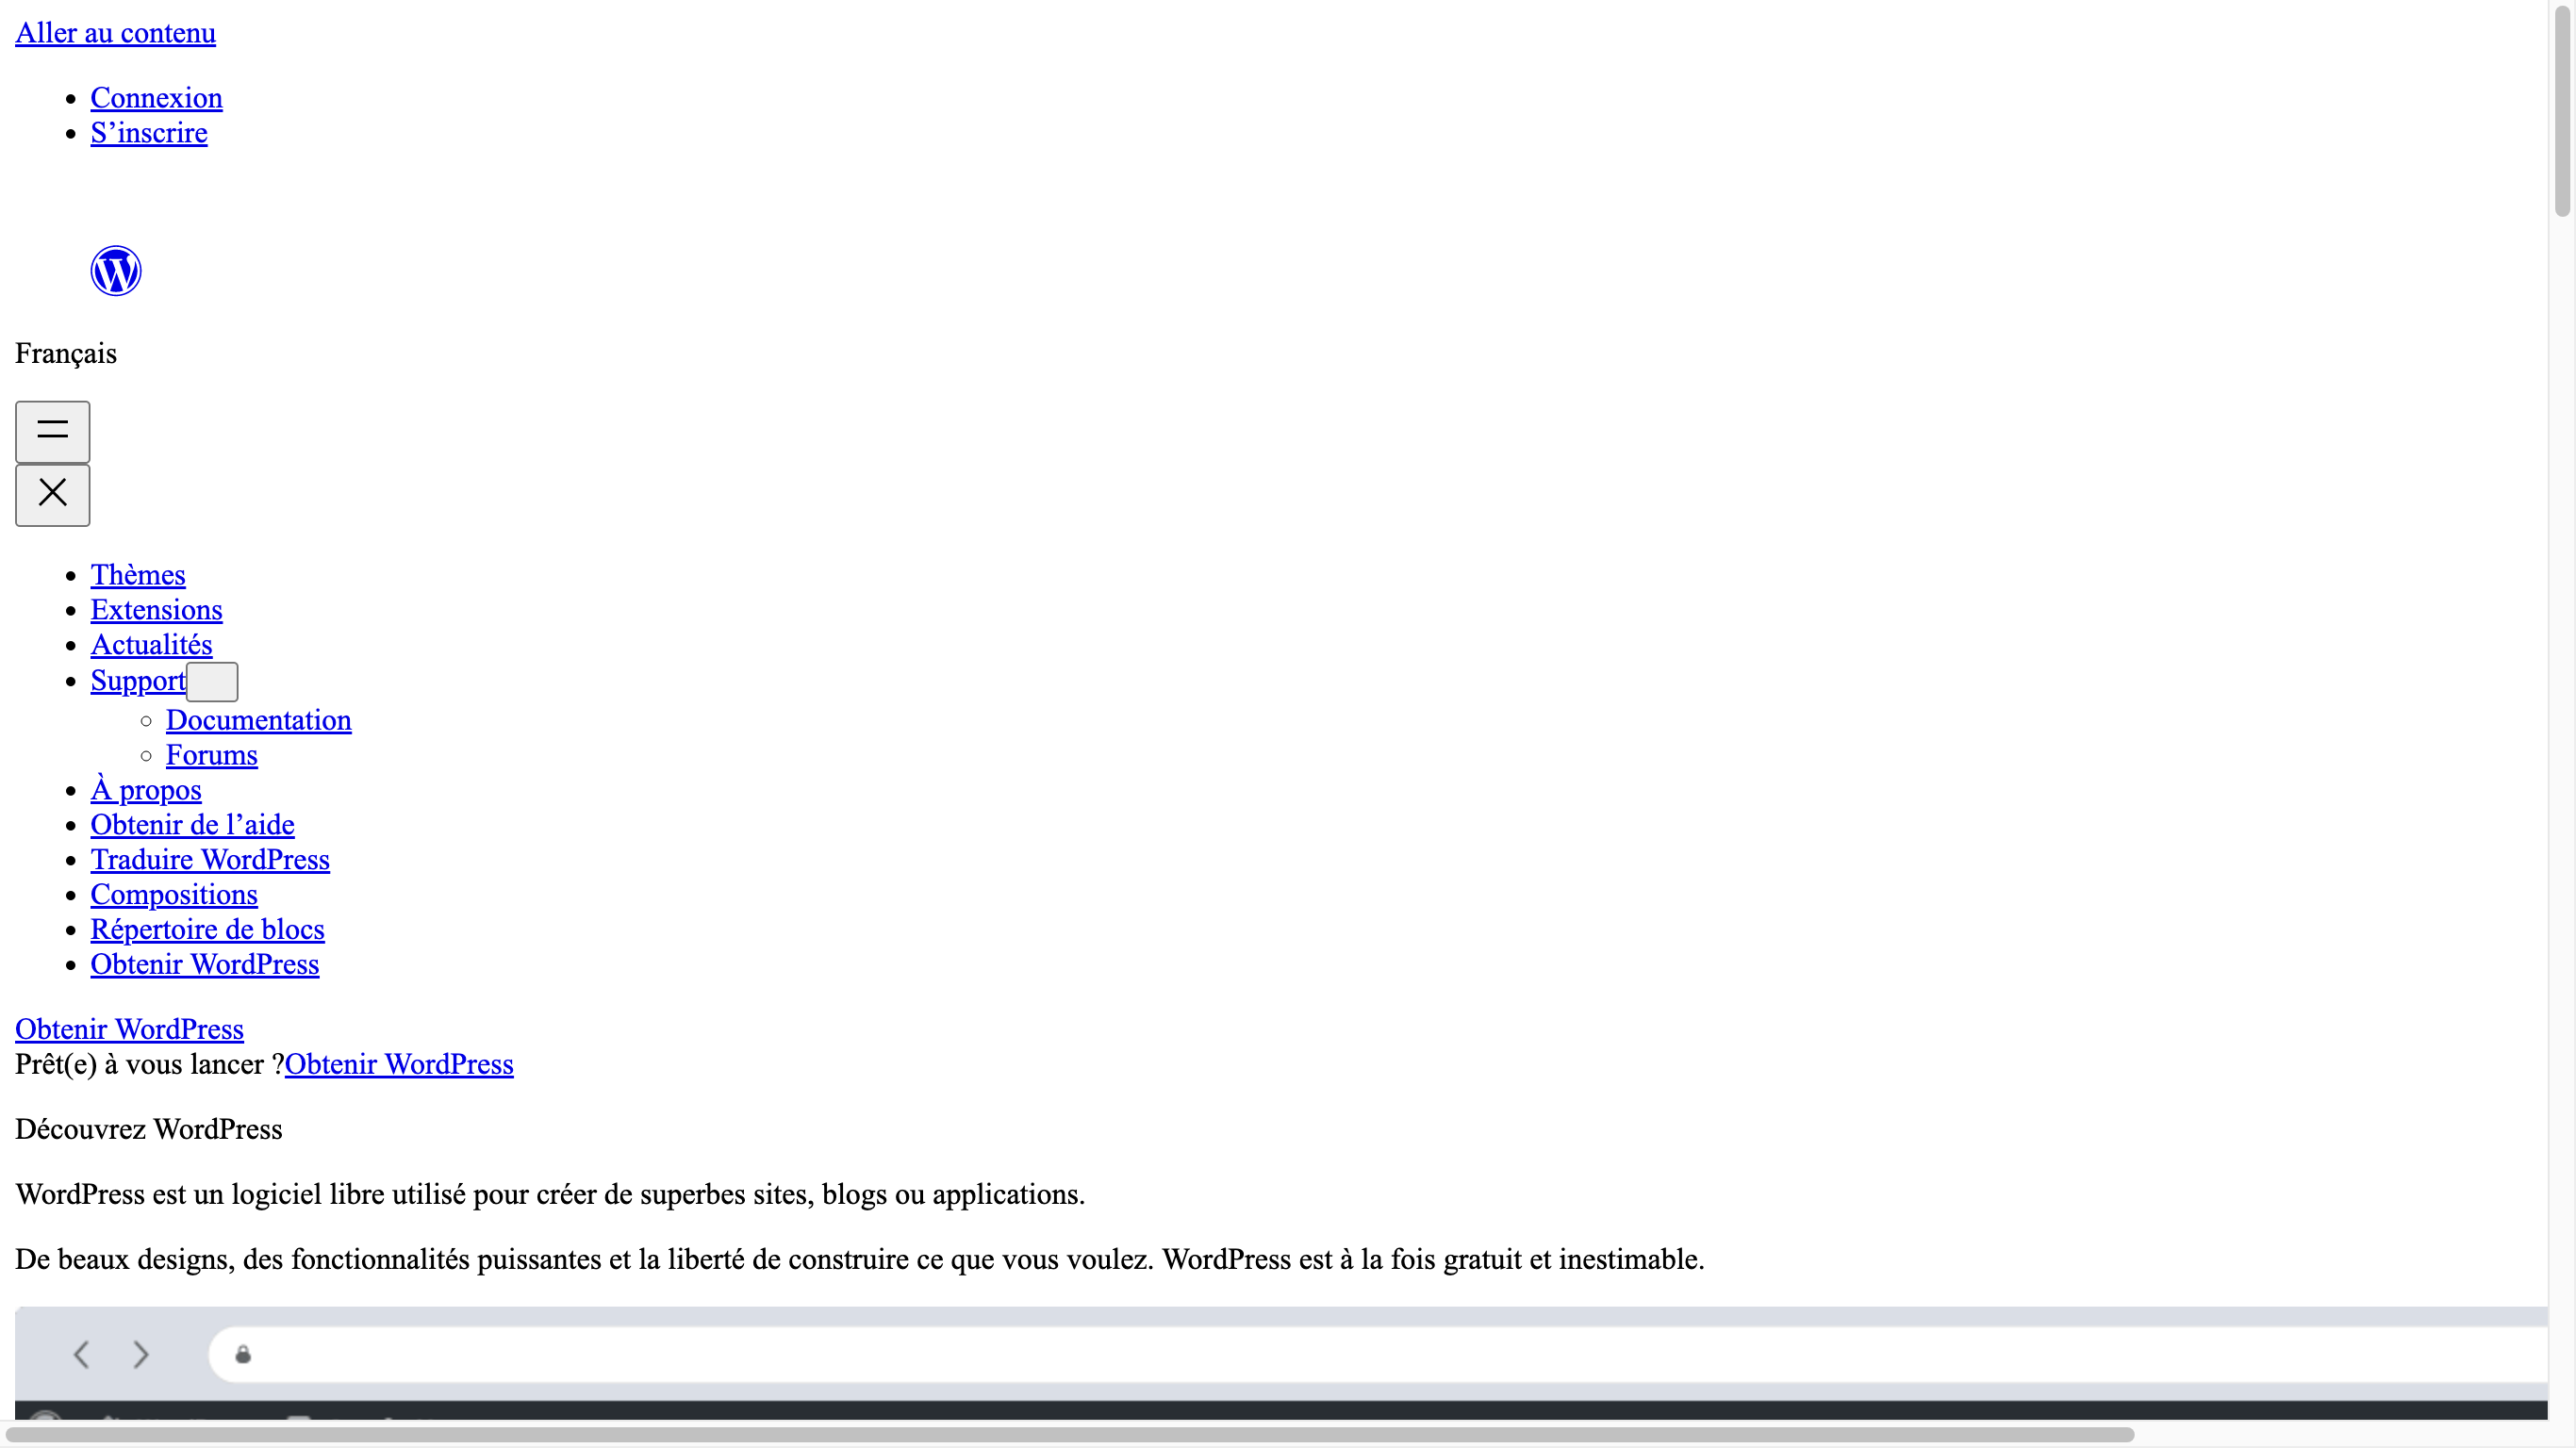 Aller au contenu
Connexion
S’inscrire
Français
Thèmes
Extensions
Actualités
Support
Documentation
Forums
À propos
Obtenir de l’aide
Traduire WordPress
Compositions
Répertoire de blocs
Obtenir WordPress
Obtenir WordPress
Prêt(e) à vous lancer ?Obtenir WordPress
Découvrez WordPress
WordPress est un logiciel libre utilisé pour créer de superbes sites, blogs ou applications.
De beaux designs, des fonctionnalités puissantes et la liberté de construire ce que vous voulez. WordPress est à la fois gratuit et inestimable.